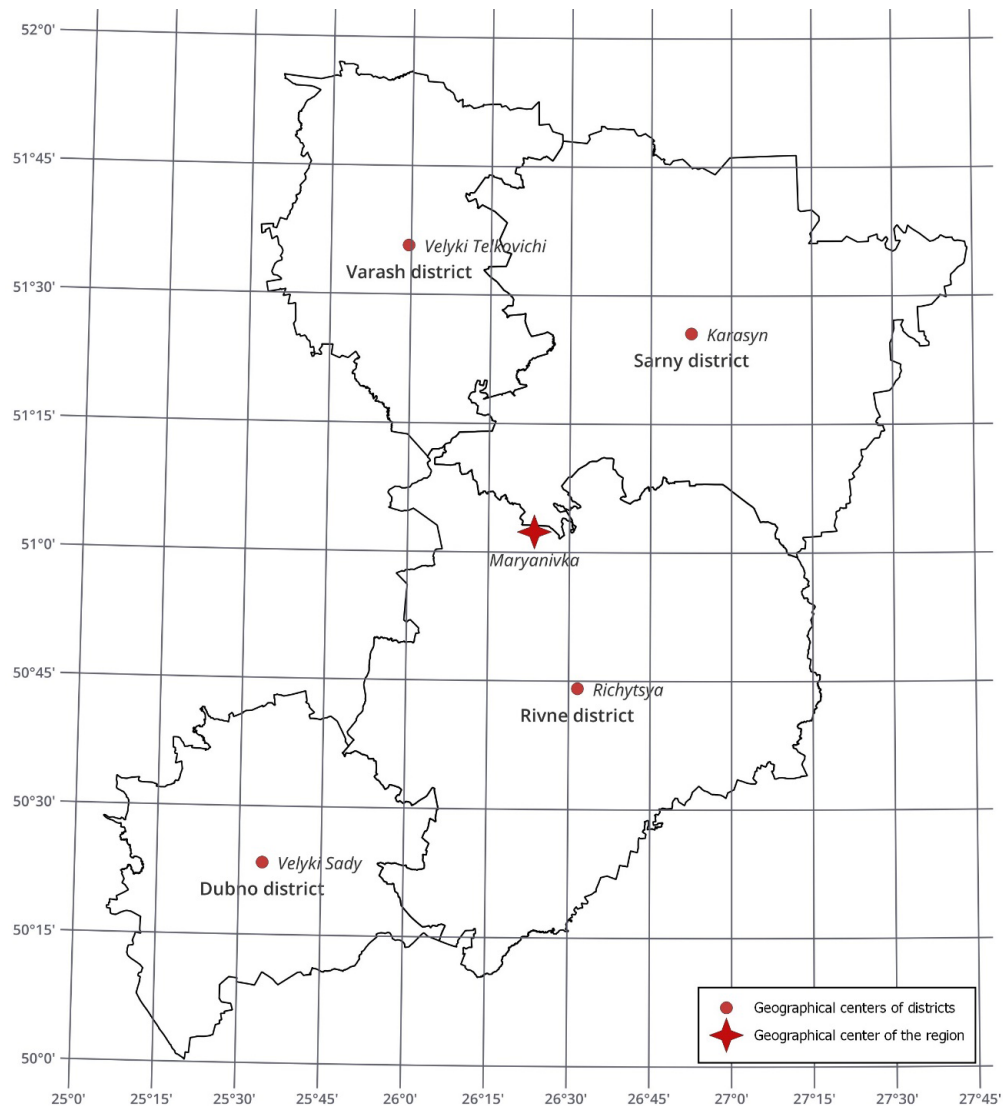 52°0'
51°45'
Velyki Telkovichi
Varash district
51°30'
Karasyn
Sarny district
51°15'
51°0'
Maryanivka
50°45'
Richytsya
Rivne district
50°30'
Velyki Sady
Dubno district
50°15'
Geographical centers of districts
Geographical center of the region
50°0'
25°0' 25°15' 25°30' 25°45' 26°0' 26°15' 26°30' 26°45' 27°0' 27°15' 27°30' 27°45'